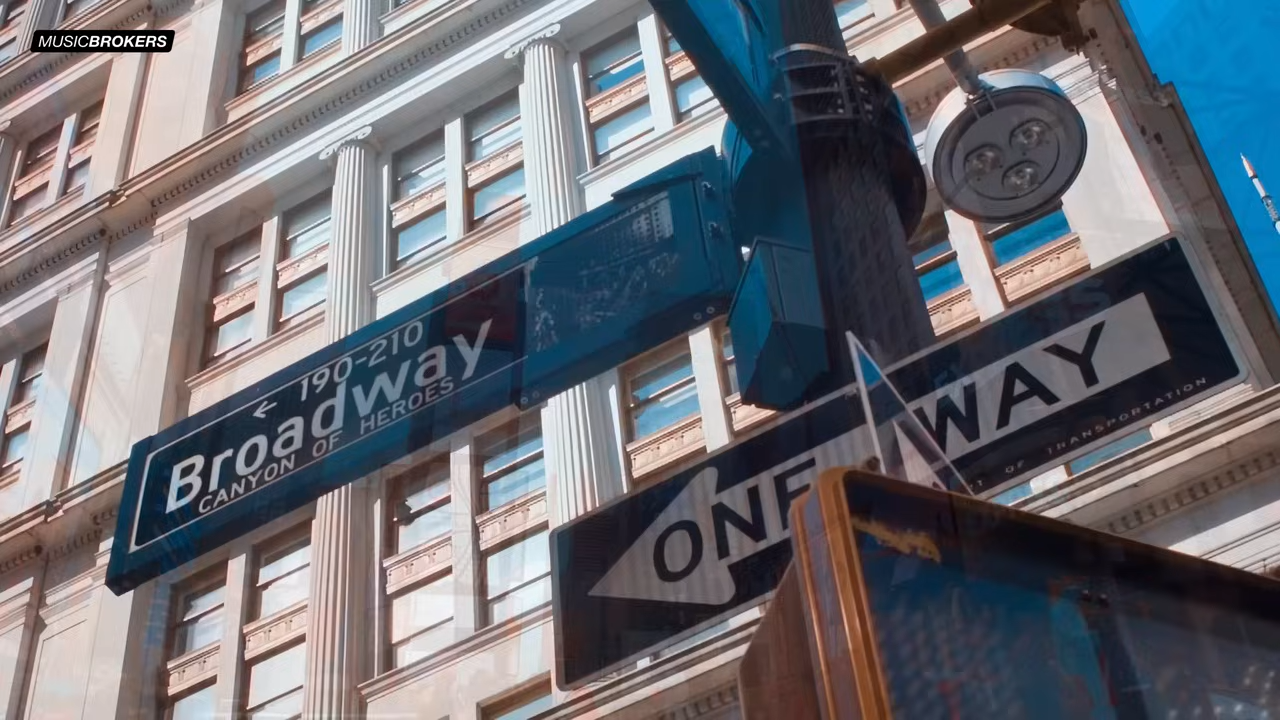 MUSICBROKERS
← 190-210
Broadway
CANYON OF HEROES
ONE WAY
OF TRANSPORTATION